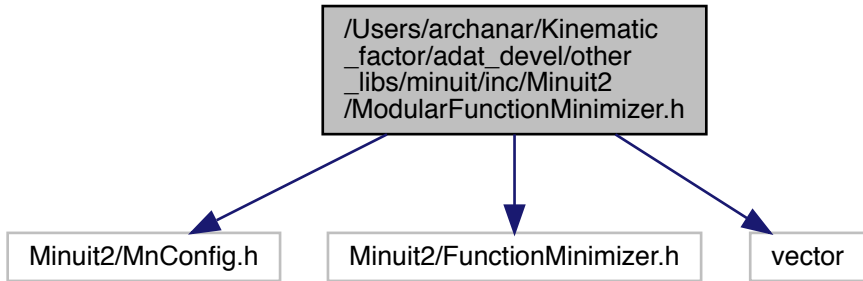 /Users/archanar/Kinematic
_factor/adat_devel/other
_libs/minuit/inc/Minuit2
/ModularFunctionMinimizer.h
Minuit2/MnConfig.h
Minuit2/FunctionMinimizer.h
vector